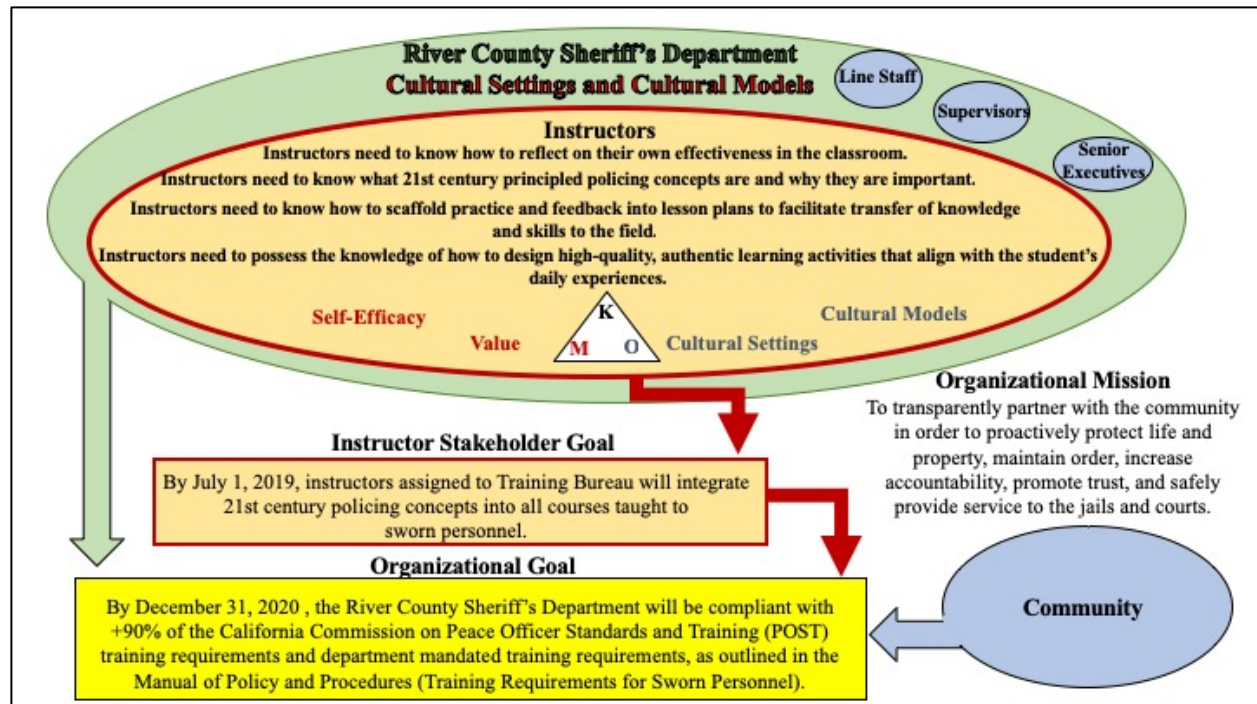 River County Sheriff's Department
Cultural Settings and Cultural Models
Line Staff
Supervisors
Senior
Executives
Instructors
Instructors need to know how to reflect on their own effectiveness in the classroom.
Instructors need to know what 21st century principled policing concepts are and why they are important.
Instructors need to know how to scaffold practice and feedback into lesson plans to facilitate transfer of knowledge
and skills to the field.
Instructors need to possess the knowledge of how to design high-quality, authentic learning activities that align with the student's
daily experiences.
Self-Efficacy
Value
K
M
O
Cultural Settings
Cultural Models
Organizational Mission
To transparently partner with the community
in order to proactively protect life and
property, maintain order, increase
accountability, promote trust, and safely
provide service to the jails and courts.
Instructor Stakeholder Goal
By July 1, 2019, instructors assigned to Training Bureau will integrate
21st century policing concepts into all courses taught to
sworn personnel.
Organizational Goal
By December 31, 2020 , the River County Sheriff's Department will be compliant with
+90% of the California Commission on Peace Officer Standards and Training (POST)
training requirements and department mandated training requirements, as outlined in the
Manual of Policy and Procedures (Training Requirements for Sworn Personnel).
Community